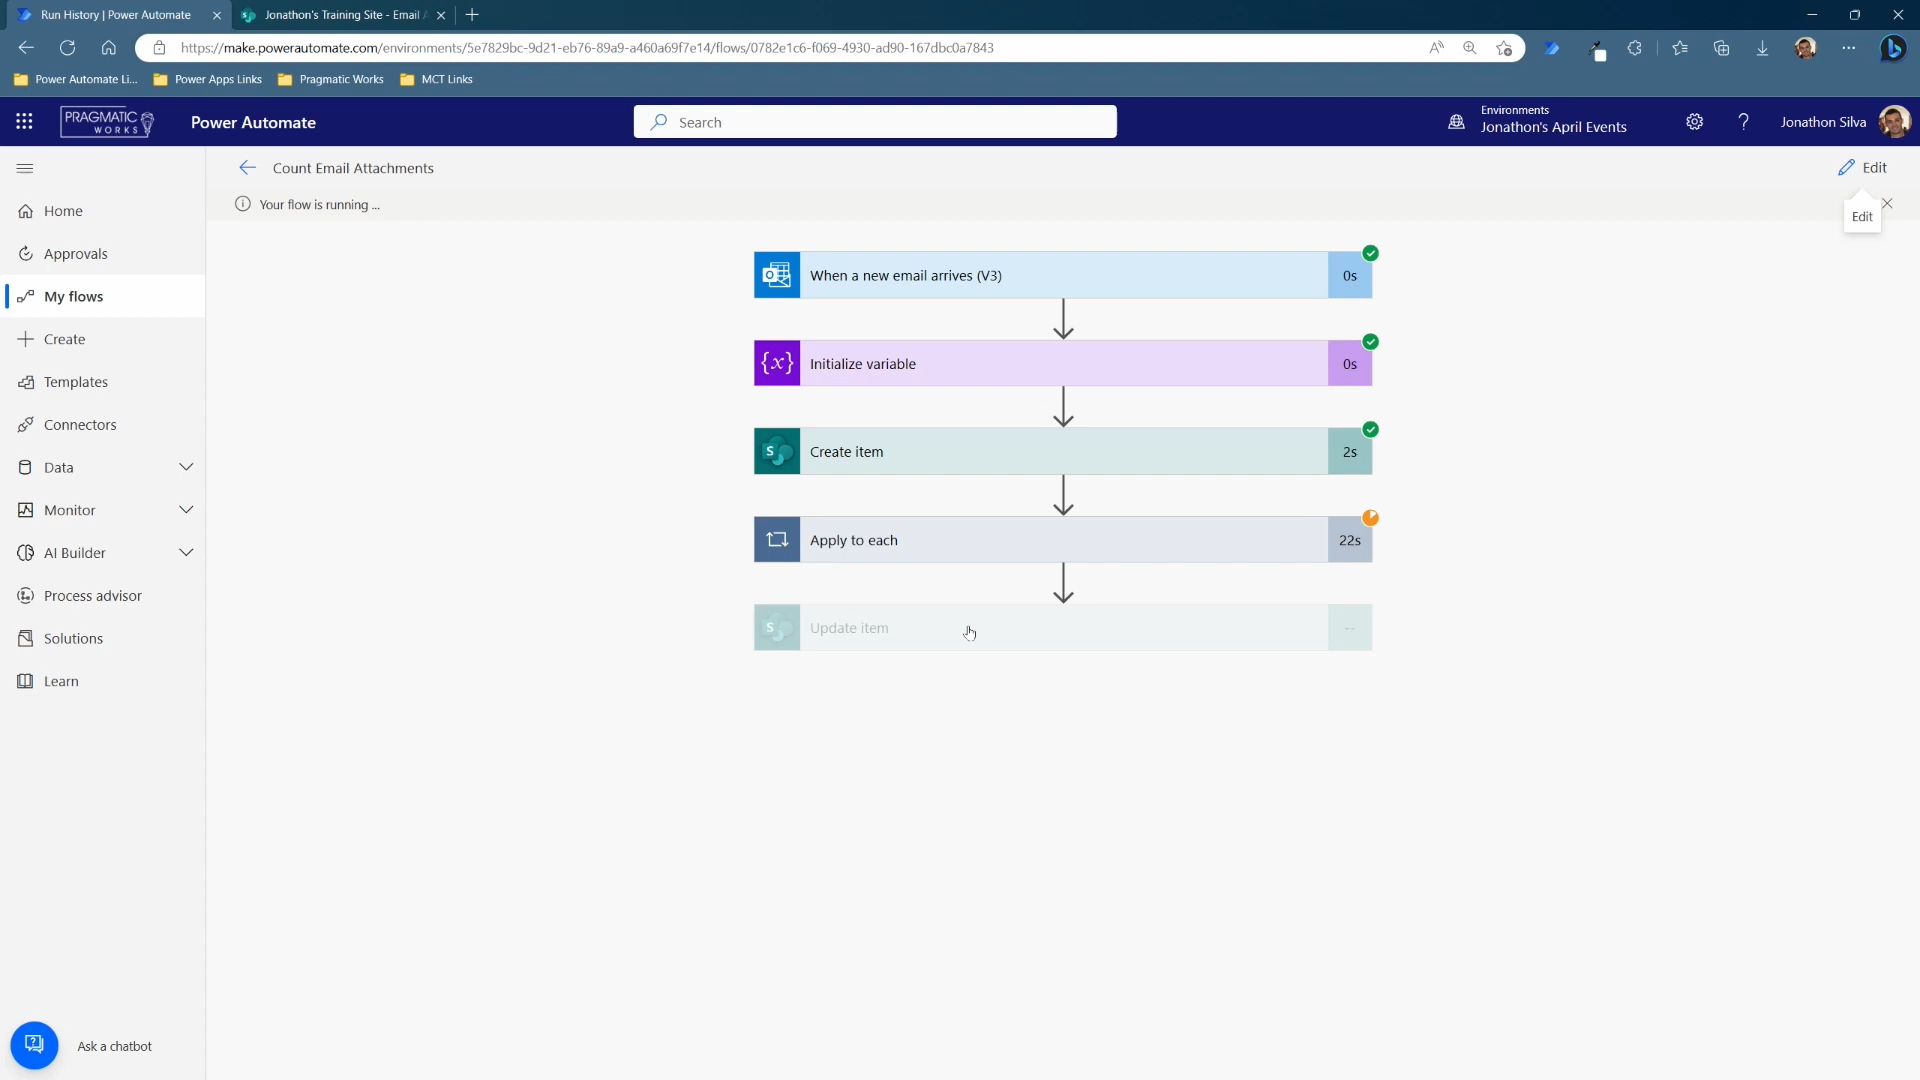 Run History | Power Automate
Jonathon's Training Site - Email
https://make.powerautomate.com/environments/5e7829bc-9d21-eb76-89a9-a460a69f7e14/flows/0782e1c6-f069-4930-ad90-167dbc0a7843
Power Automate Li...
Power Apps Links
Pragmatic Works
MCT Links
PRAGMATIC WORKS
Power Automate
Search
Environments
Jonathon's April Events
Jonathon Silva
Count Email Attachments
Edit
Your flow is running ...
Edit
Home
Approvals
My flows
Create
Templates
Connectors
Data
Monitor
AI Builder
Process advisor
Solutions
Learn
When a new email arrives (V3)
0s
{x} Initialize variable
0s
S Create item
2s
Apply to each
22s
S Update item
--
Ask a chatbot